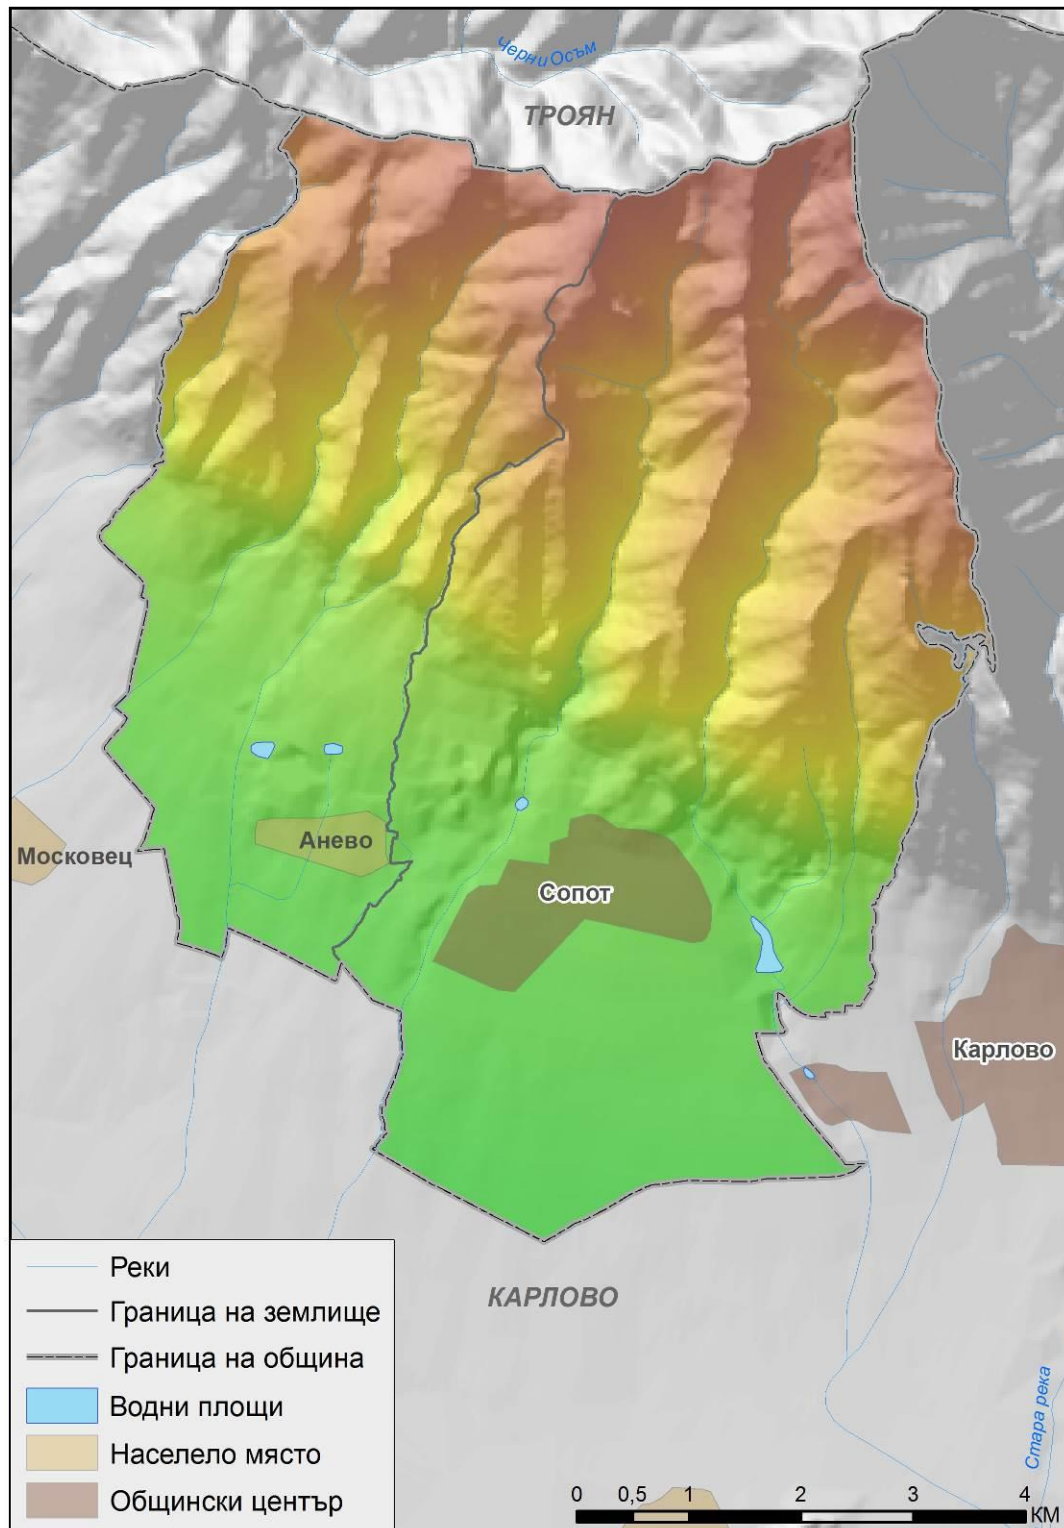 Черни Осъм
ТРОЯН
Московец
Анево
Сопот
Карлово
КАРЛОВО
Стара река
Реки
Граница на землище
Граница на община
Водни площи
Населело място
Общински център
0 0,5 1 2 3 4
КМ